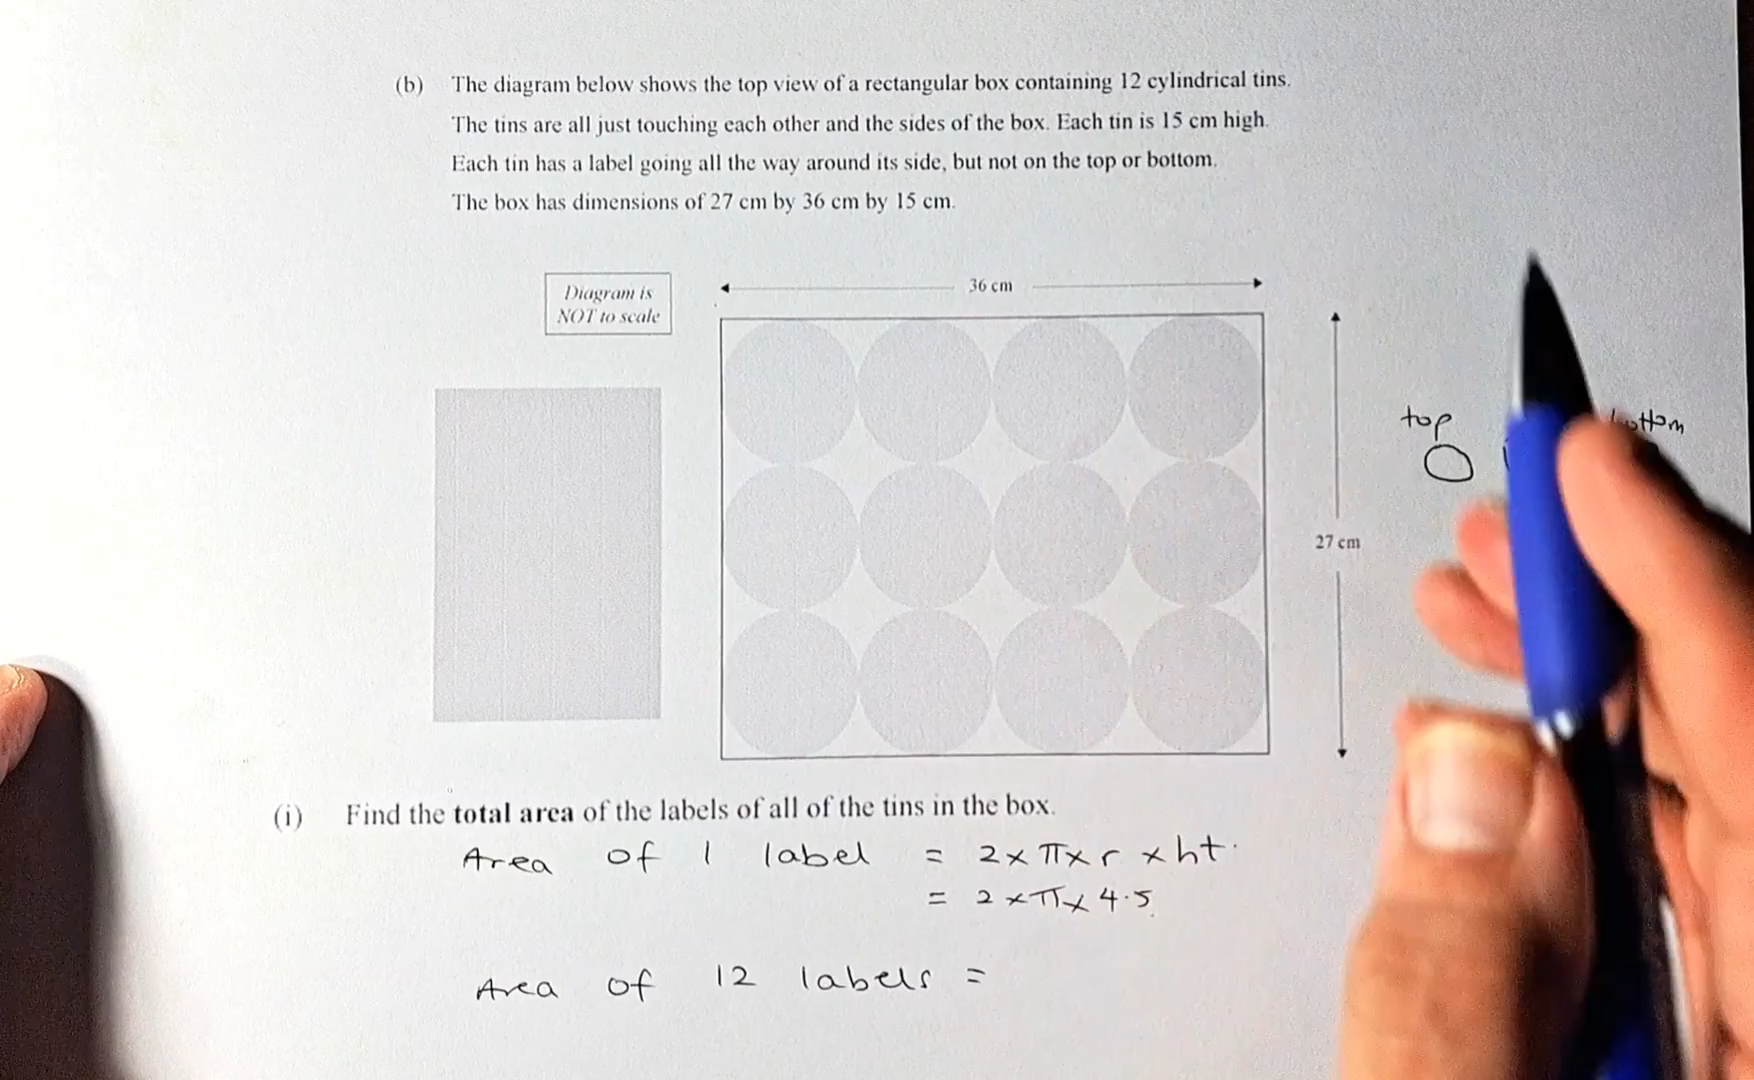 (b) The diagram below shows the top view of a rectangular box containing 12 cylindrical tins.
The tins are all just touching each other and the sides of the box. Each tin is 15 cm high.
Each tin has a label going all the way around its side, but not on the top or bottom.
The box has dimensions of 27 cm by 36 cm by 15 cm.
Diagram is
NOT to scale
36 cm
top
27 cm
(i) Find the total area of the labels of all of the tins in the box.
Area of 1 label = 2 x π x r x ht.
= 2 x π x 4.5
Area of 12 labels =